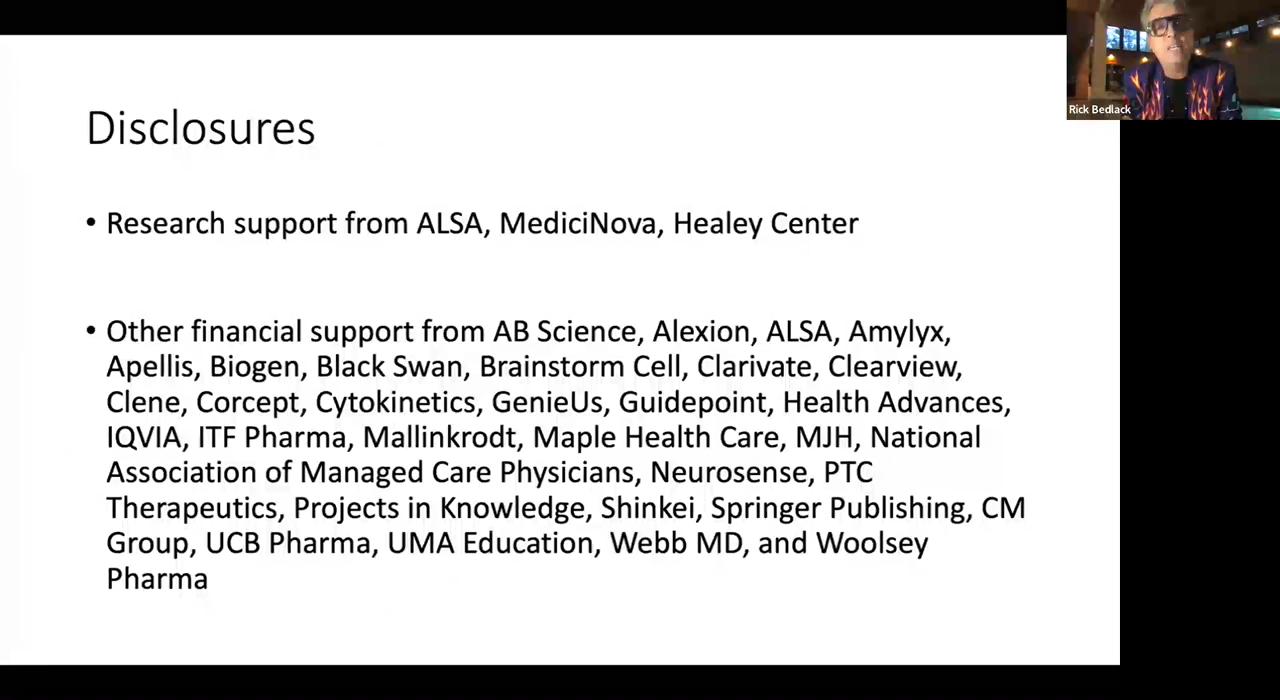 Disclosures
• Research support from ALSA, MediciNova, Healey Center
• Other financial support from AB Science, Alexion, ALSA, Amylyx,
Apellis, Biogen, Black Swan, Brainstorm Cell, Clarivate, Clearview,
Clene, Corcept, Cytokinetics, GenieUs, Guidepoint, Health Advances,
IQVIA, ITF Pharma, Mallinkrodt, Maple Health Care, MJH, National
Association of Managed Care Physicians, Neurosense, PTC
Therapeutics, Projects in Knowledge, Shinkei, Springer Publishing, CM
Group, UCB Pharma, UMA Education, Webb MD, and Woolsey
Pharma
Rick Bedlack